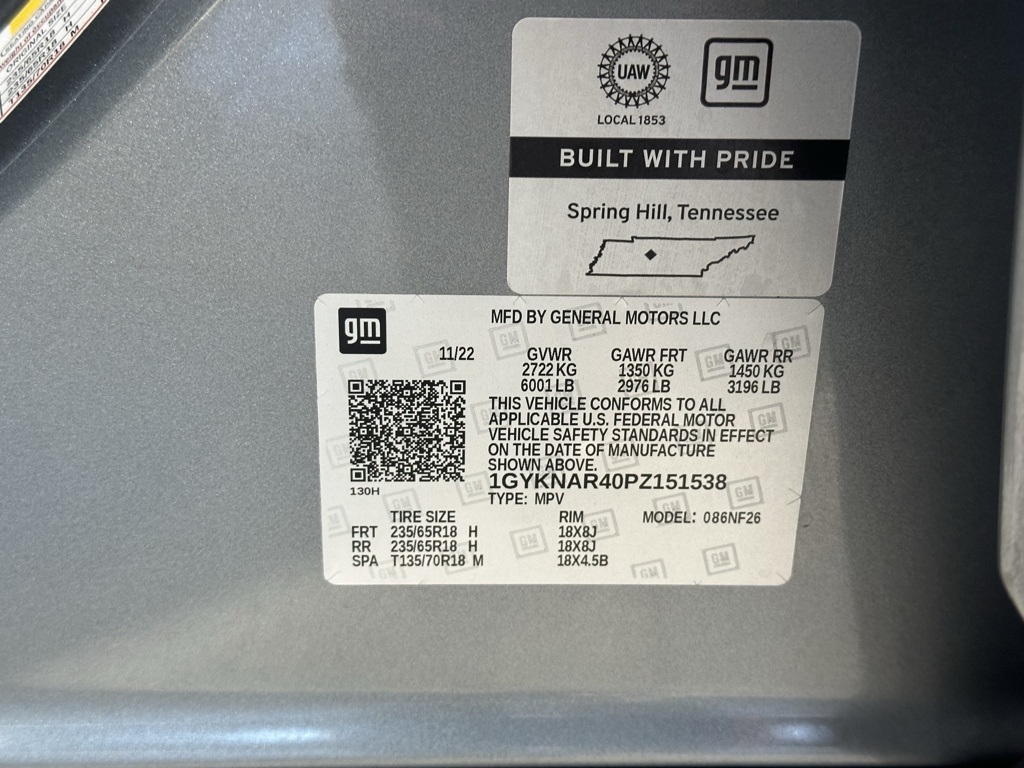 ORIGINAL SIZE
T135/70R18 M
UAW
gm
LOCAL 1853
BUILT WITH PRIDE
Spring Hill, Tennessee
gm
MFD BY GENERAL MOTORS LLC
11/22 GVWR GAWR FRT GAWR RR
2722 KG 1350 KG 1450 KG
6001 LB 2976 LB 3196 LB
THIS VEHICLE CONFORMS TO ALL
APPLICABLE U.S. FEDERAL MOTOR
VEHICLE SAFETY STANDARDS IN EFFECT
ON THE DATE OF MANUFACTURE
SHOWN ABOVE.
130H
1GYKNAR40PZ151538
TYPE: MPV
TIRE SIZE RIM MODEL: 086NF26
FRT 235/65R18 H 18X8J
RR 235/65R18 H 18X8J
SPA T135/70R18 M 18X4.5B